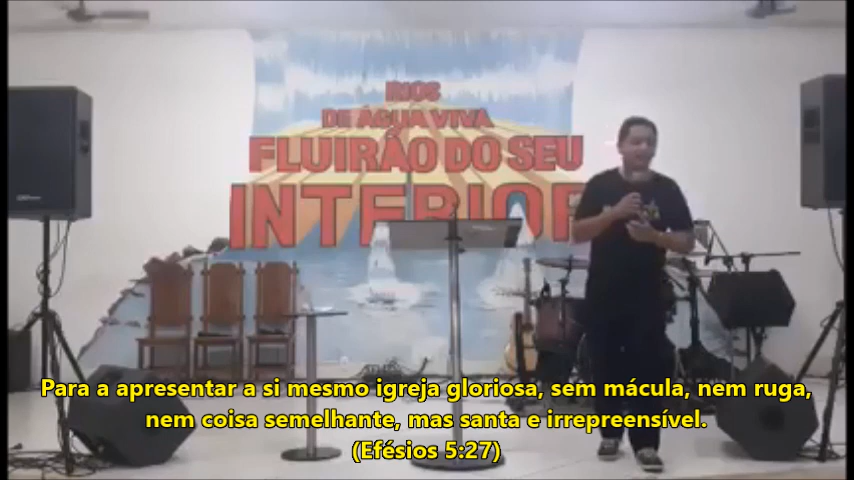 RIOS
DE ÁGUA VIVA
FLUIRÃO DO SEU
INTERIOR
Para a apresentar a si mesmo igreja gloriosa, sem mácula, nem ruga,
nem coisa semelhante, mas santa e irrepreensível.
(Efésios 5:27)